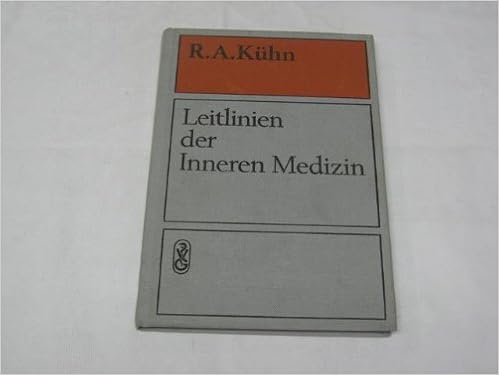 R.A.Kühn
Leitlinien
der
Inneren Medizin